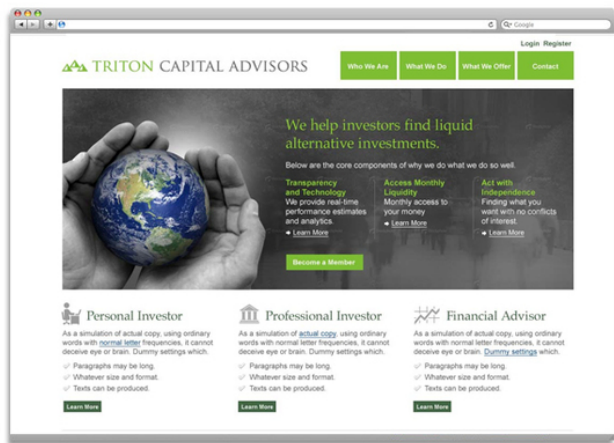 Google
Login Register
TRITON CAPITAL ADVISORS
Who We Are
What We Do
What We Offer
Contact
We help investors find liquid
alternative investments.
Below are the core components of why we do what we do so well.
Transparency
and Technology
We provide real-time
performance estimates
and analytics.
Learn More
Access Monthly
Liquidity
Monthly access to
your money
Learn More
Act with
Independence
Finding what you
want with no conflicts
of interest.
Learn More
Become a Member
Personal Investor
As a simulation of actual copy, using ordinary
words with normal letter frequencies, it cannot
deceive eye or brain. Dummy settings which.
Paragraphs may be long.
Whatever size and format.
Texts can be produced.
Learn More
Professional Investor
As a simulation of actual copy, using ordinary
words with normal letter frequencies, it cannot
deceive eye or brain. Dummy settings which.
Paragraphs may be long.
Whatever size and format.
Texts can be produced.
Learn More
Financial Advisor
As a simulation of actual copy, using ordinary
words with normal letter frequencies, it cannot
deceive eye or brain. Dummy settings which.
Paragraphs may be long.
Whatever size and format.
Texts can be produced.
Learn More